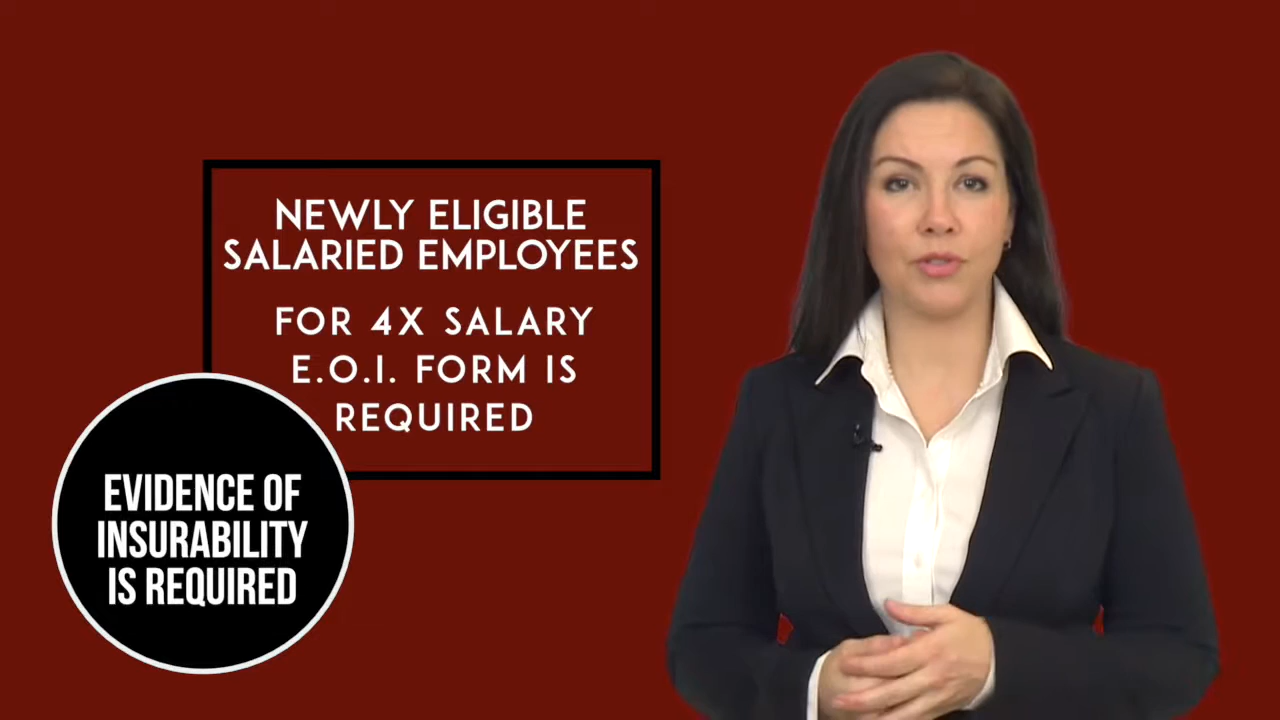 NEWLY ELIGIBLE
SALARIED EMPLOYEES
FOR 4X SALARY
E.O.I. FORM IS
REQUIRED
EVIDENCE OF
INSURABILITY
IS REQUIRED